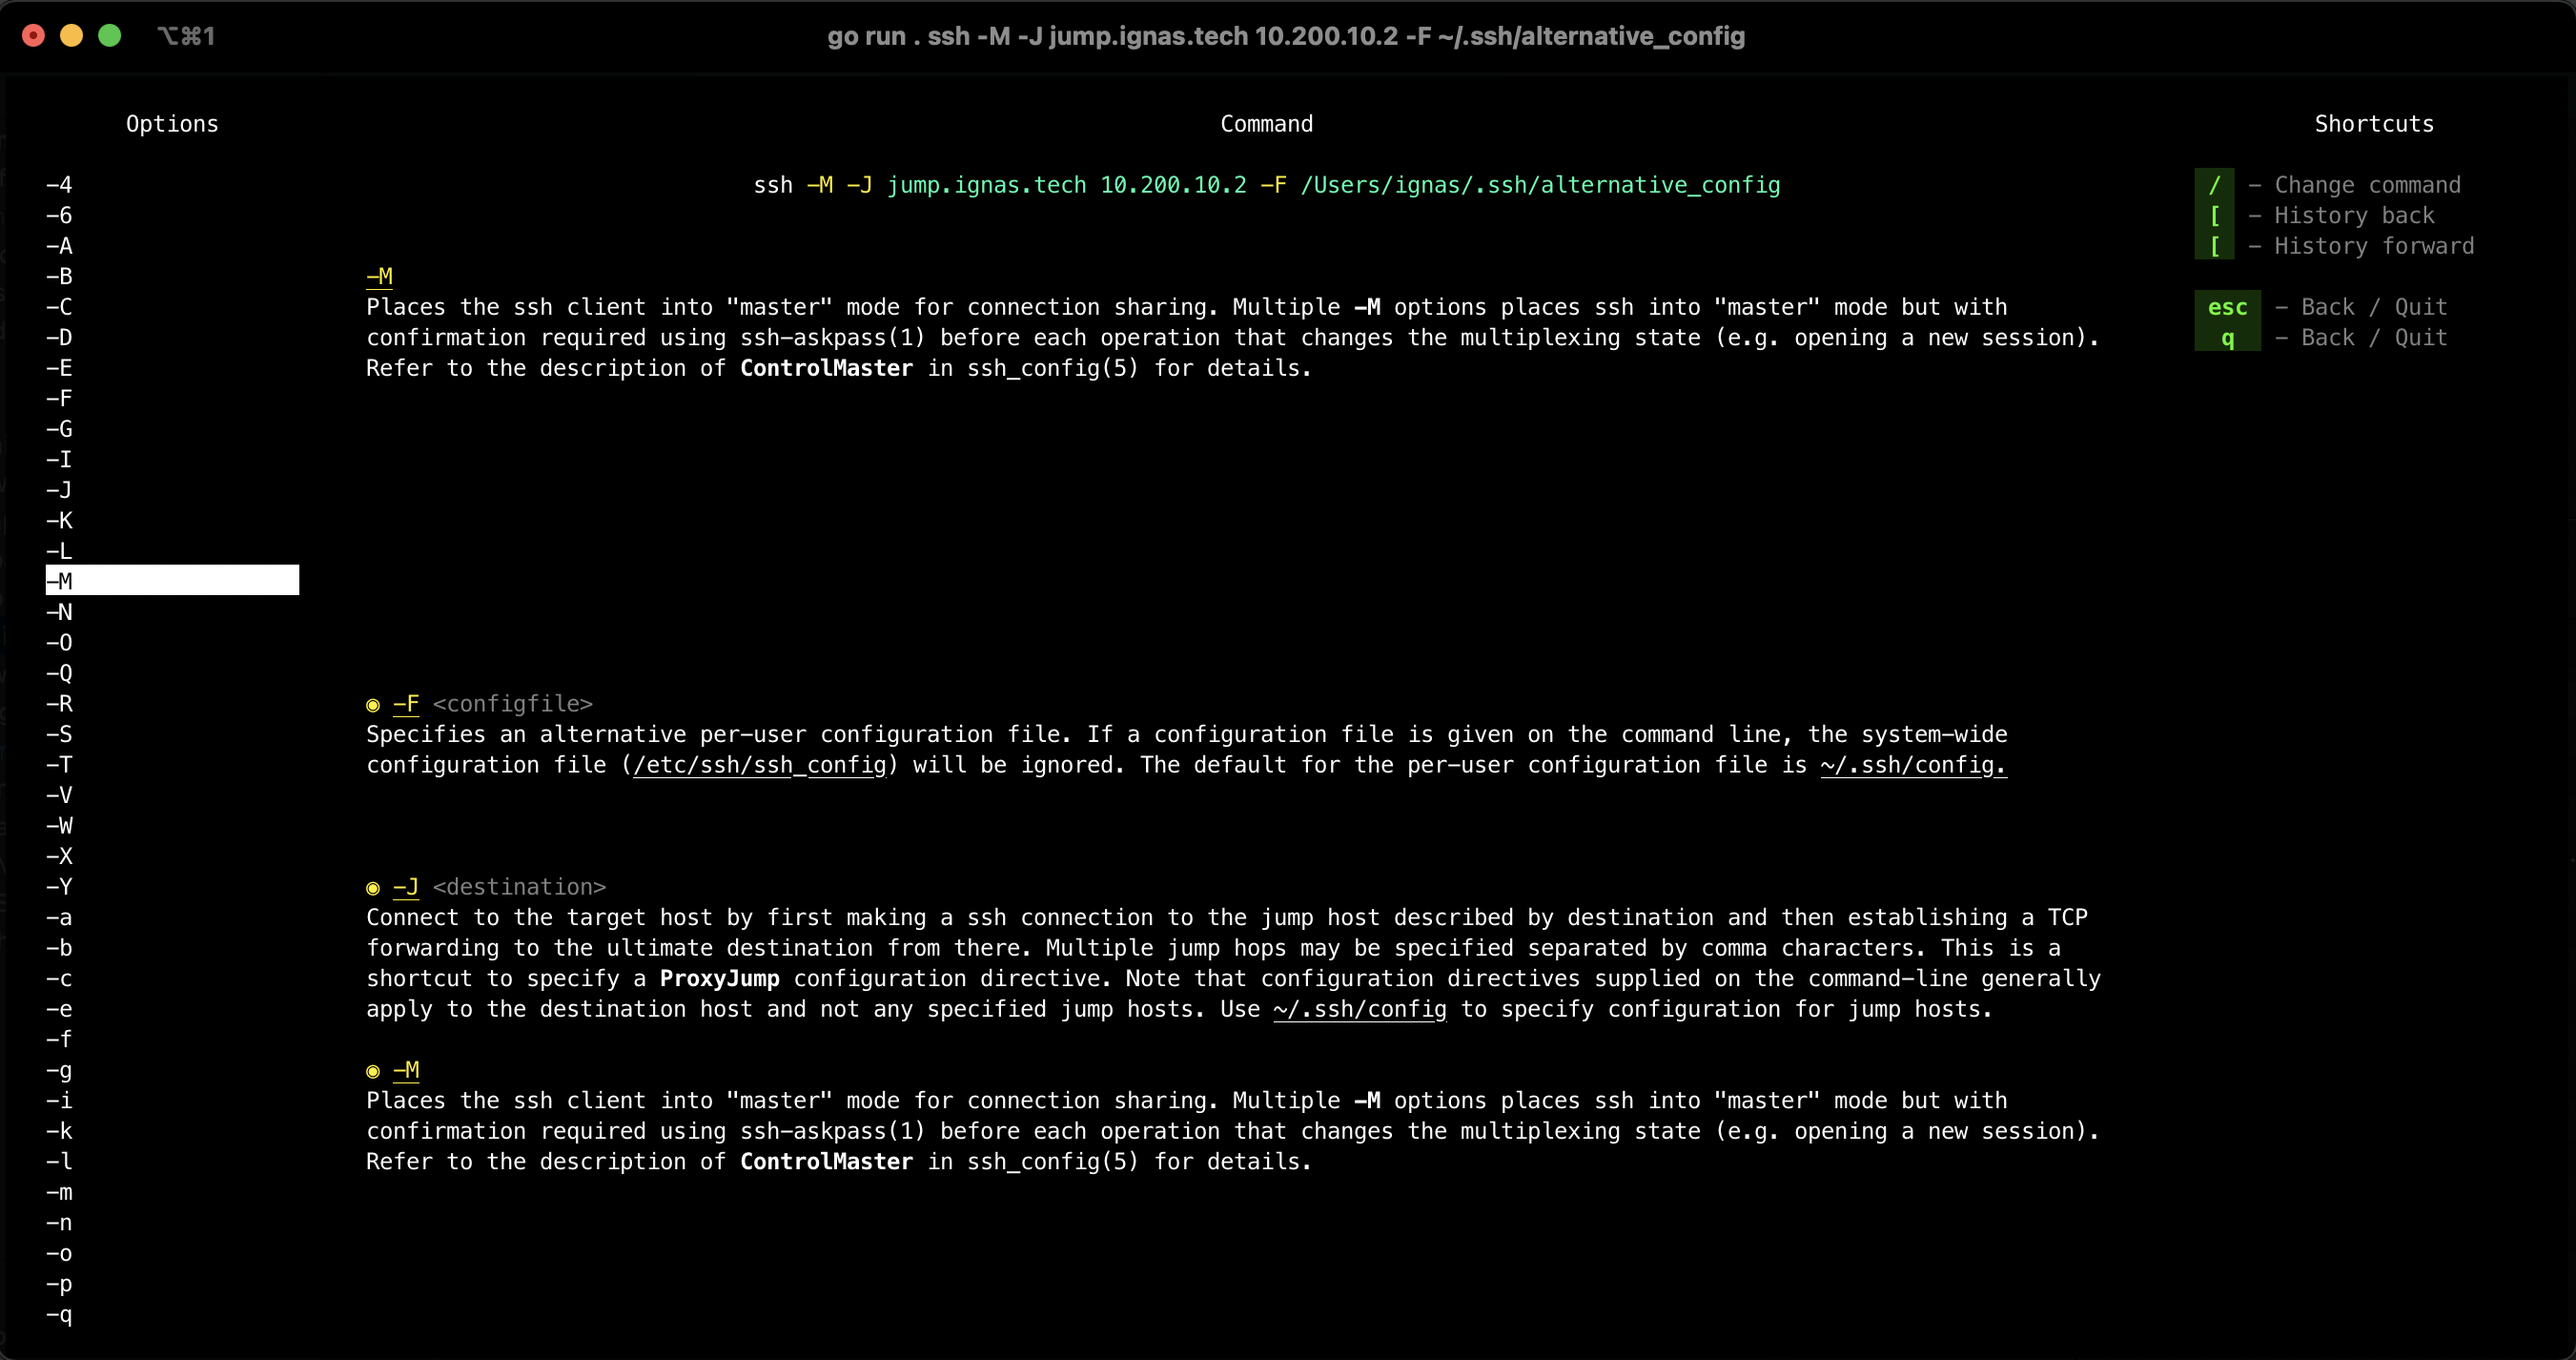 ⌥⌘1
go run . ssh -M -J jump.ignas.tech 10.200.10.2 -F ~/.ssh/alternative_config
Options
-4
-6
-A
-B
-C
-D
-E
-F
-G
-I
-J
-K
-L
-M
-N
-O
-Q
-R
-S
-T
-V
-W
-X
-Y
-a
-b
-c
-e
-f
-g
-i
-k
-l
-m
-n
-o
-p
-q
Command
ssh -M -J jump.ignas.tech 10.200.10.2 -F /Users/ignas/.ssh/alternative_config
-M
Places the ssh client into "master" mode for connection sharing. Multiple -M options places ssh into "master" mode but with
confirmation required using ssh-askpass(1) before each operation that changes the multiplexing state (e.g. opening a new session).
Refer to the description of ControlMaster in ssh_config(5) for details.
◉ -F <configfile>
Specifies an alternative per-user configuration file. If a configuration file is given on the command line, the system-wide
configuration file (/etc/ssh/ssh_config) will be ignored. The default for the per-user configuration file is ~/.ssh/config.
◉ -J <destination>
Connect to the target host by first making a ssh connection to the jump host described by destination and then establishing a TCP
forwarding to the ultimate destination from there. Multiple jump hops may be specified separated by comma characters. This is a
shortcut to specify a ProxyJump configuration directive. Note that configuration directives supplied on the command-line generally
apply to the destination host and not any specified jump hosts. Use ~/.ssh/config to specify configuration for jump hosts.
◉ -M
Places the ssh client into "master" mode for connection sharing. Multiple -M options places ssh into "master" mode but with
confirmation required using ssh-askpass(1) before each operation that changes the multiplexing state (e.g. opening a new session).
Refer to the description of ControlMaster in ssh_config(5) for details.
Shortcuts
/ - Change command
[ - History back
[ - History forward
esc - Back / Quit
q - Back / Quit